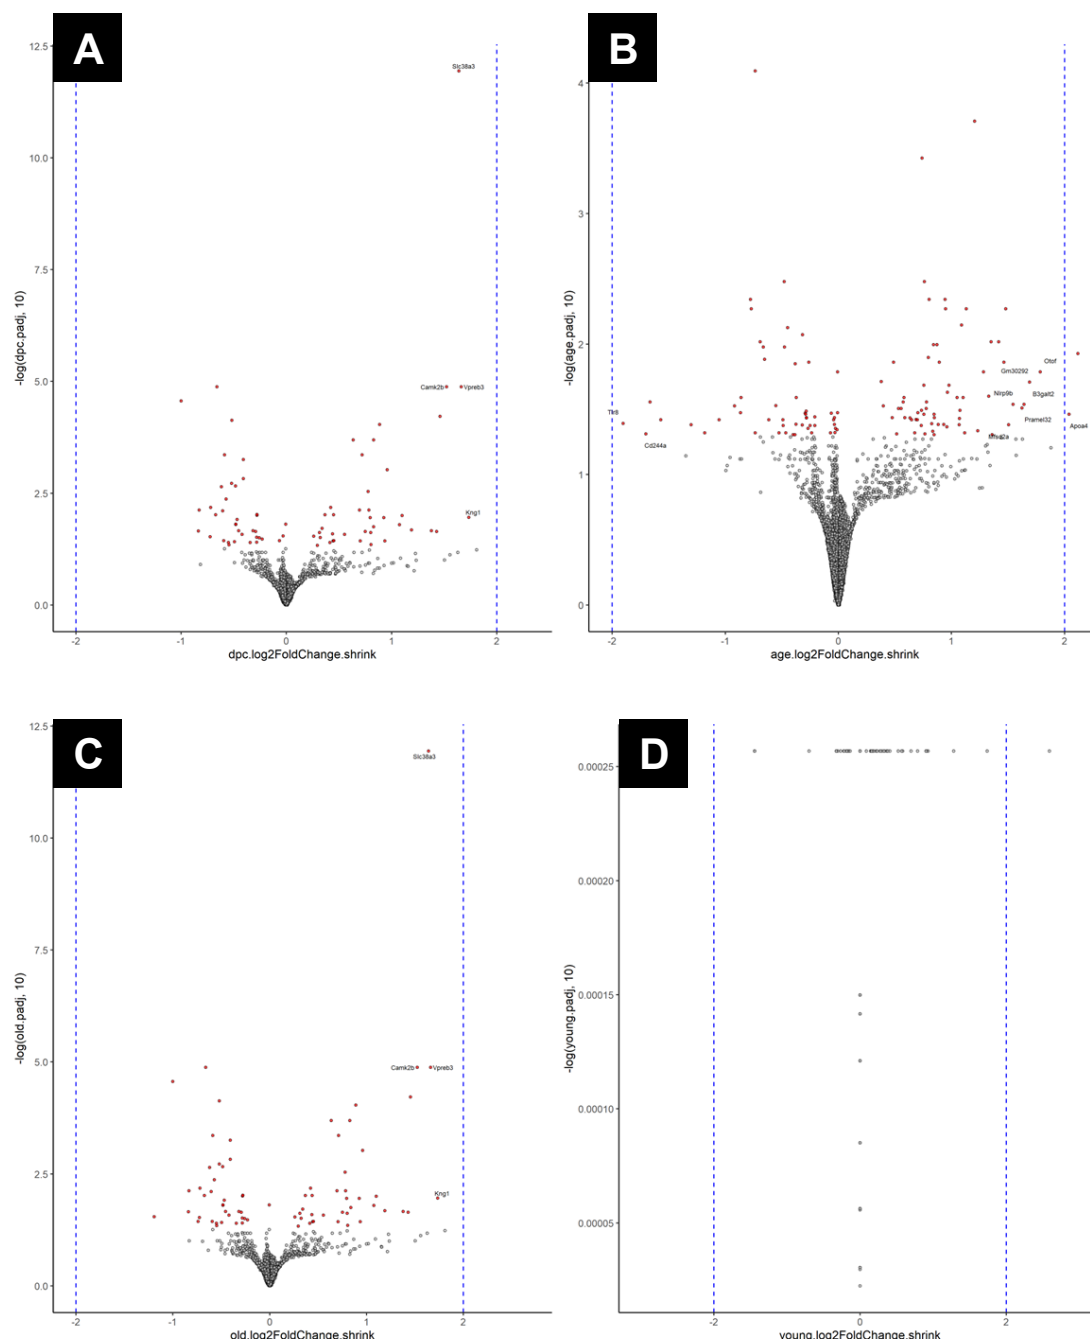 A
12.5
Slc38a3
10.0
7.5
-log(dpc.padj, 10)
5.0
Camk2b
Vpreb3
2.5
Kng1
0.0
-2
-1
0
1
2
dpc.log2FoldChange.shrink
B
4
3
-log(age.padj, 10)
2
Otof
Gm30292
Nlrp9b
B3galt2
Tlr8
Pramel32
Apoa4
Cd244a
1
0
-2
-1
0
1
2
age.log2FoldChange.shrink
C
12.5
Slc38a3
10.0
7.5
-log(old.padj, 10)
5.0
Camk2b
Vpreb3
2.5
Kng1
0.0
-2
-1
0
1
2
old.log2FoldChange.shrink
D
0.00025
0.00020
0.00015
-log(young.padj, 10)
0.00010
0.00005
-2
0
2
young.log2FoldChange.shrink